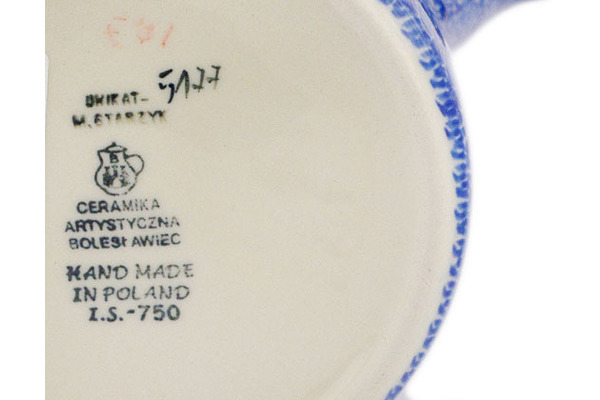 UNIKAT-
M.STARZYK
B
CERAMIKA
ARTYSTYCZNA
BOLESŁAWIEC
HAND MADE
IN POLAND
I.S.-750